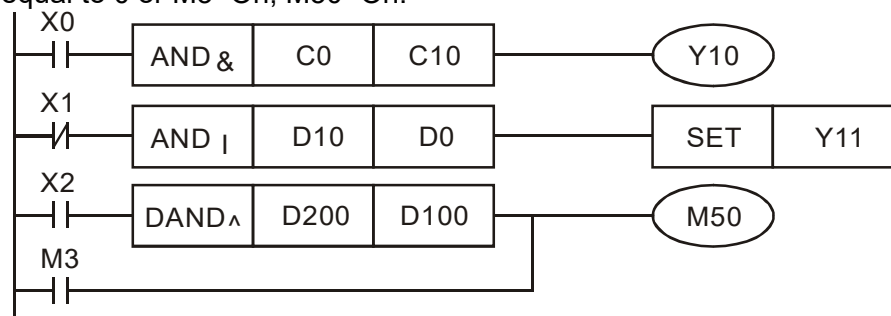 equal to 0 or M3=On, M50=On.
X0
AND & C0 C10 Y10
X1
AND | D10 D0 SET Y11
X2
DAND ^ D200 D100 M50
M3